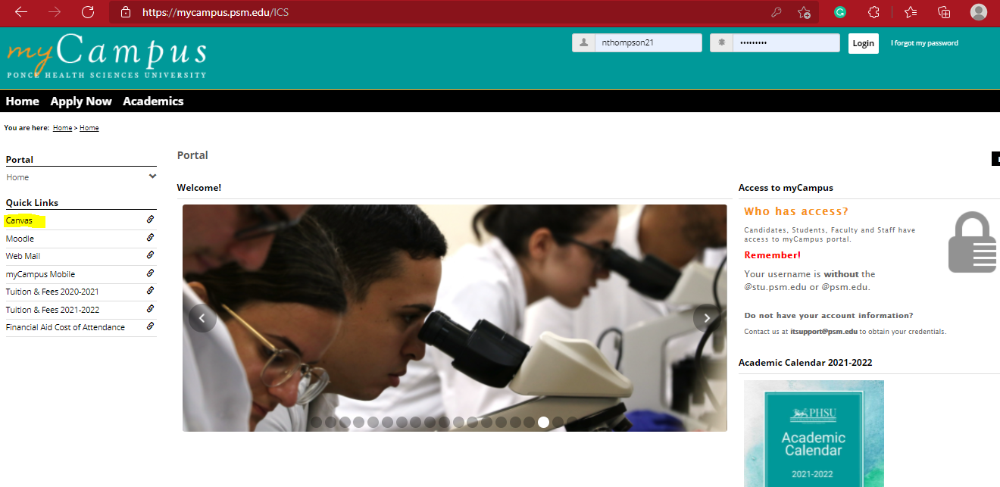 https://mycampus.psm.edu/ICS
myCampus
PONCE HEALTH SCIENCES UNIVERSITY
nthompson21
•••••••••
Login
I forgot my password
Home Apply Now Academics
You are here: Home > Home
Portal
Home
Quick Links
Canvas
Moodle
Web Mail
myCampus Mobile
Tuition & Fees 2020-2021
Tuition & Fees 2021-2022
Financial Aid Cost of Attendance
Portal
Welcome!
Access to myCampus
Who has access?
Candidates, Students, Faculty and Staff have
access to myCampus portal.
Remember!
Your username is without the
@stu.psm.edu or @psm.edu.
Do not have your account information?
Contact us at itsupport@psm.edu to obtain your credentials.
Academic Calendar 2021-2022
PHSU
Academic
Calendar
2021-2022